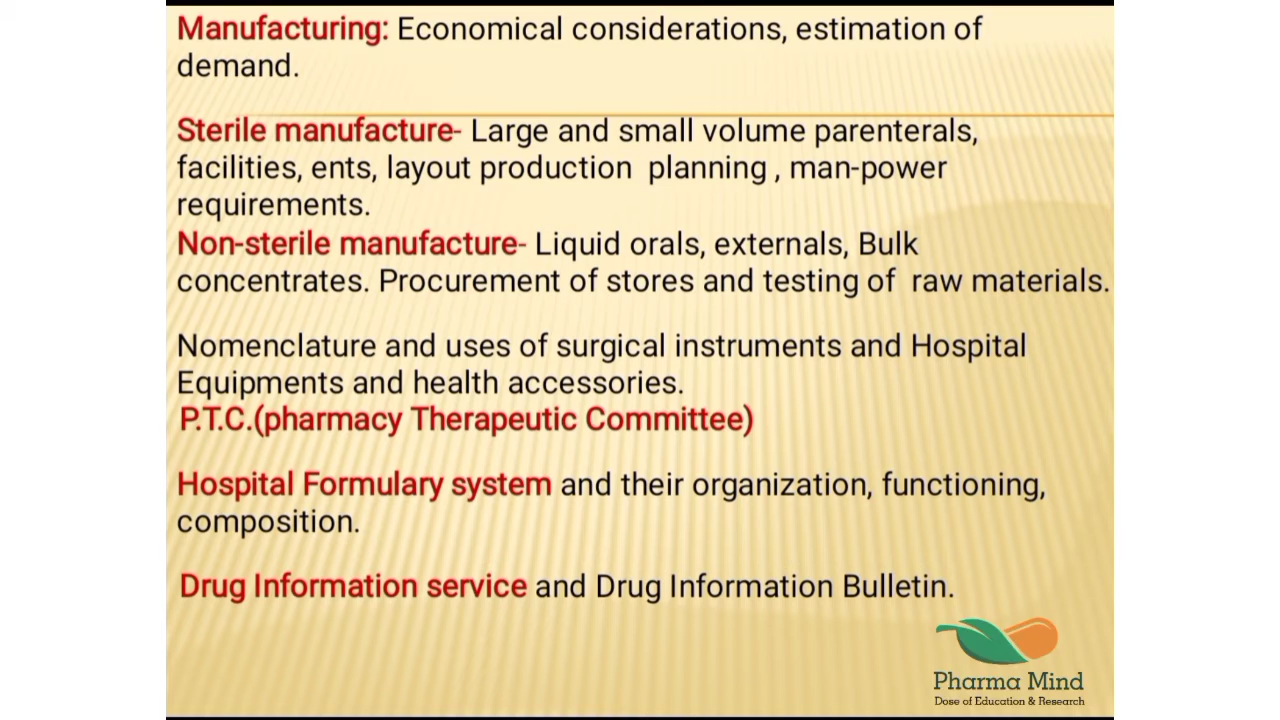 Manufacturing: Economical considerations, estimation of
demand.
Sterile manufacture- Large and small volume parenterals,
facilities, ents, layout production planning , man-power
requirements.
Non-sterile manufacture- Liquid orals, externals, Bulk
concentrates. Procurement of stores and testing of raw materials.
Nomenclature and uses of surgical instruments and Hospital
Equipments and health accessories.
P.T.C.(pharmacy Therapeutic Committee)
Hospital Formulary system and their organization, functioning,
composition.
Drug Information service and Drug Information Bulletin.
Pharma Mind
Dose of Education & Research